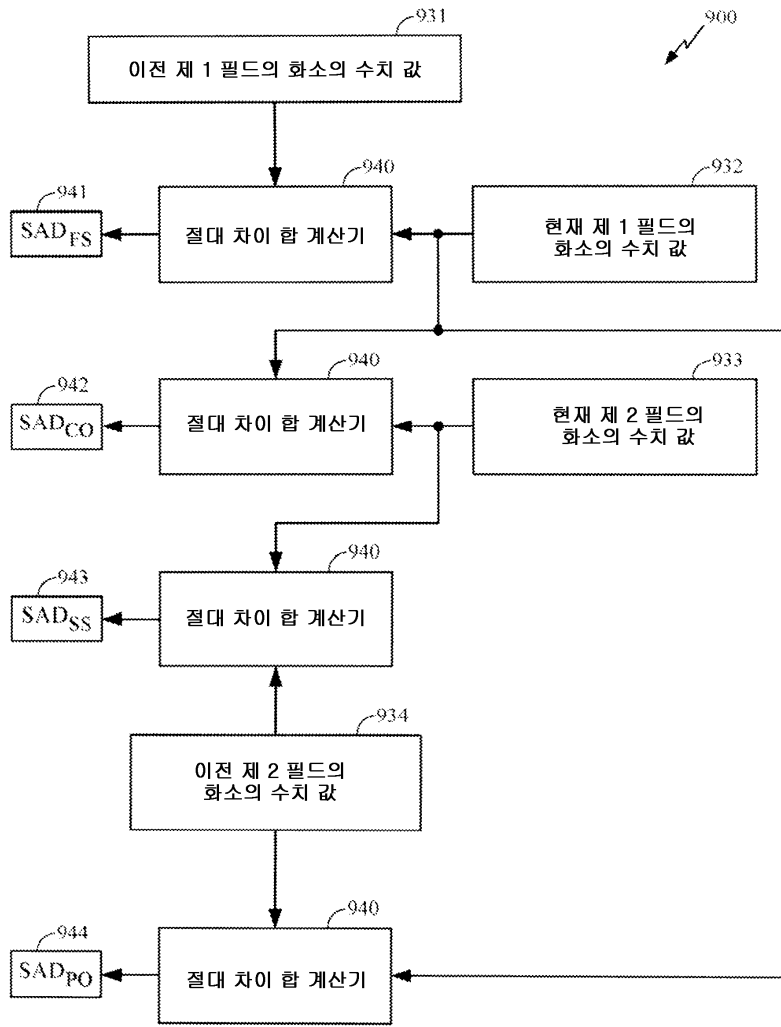 931
900
이전 제 1 필드의 화소의 수치 값
941
940
932
SAD_FS
절대 차이 합 계산기
현재 제 1 필드의
화소의 수치 값
942
940
933
SAD_CO
절대 차이 합 계산기
현재 제 2 필드의
화소의 수치 값
943
940
SAD_SS
절대 차이 합 계산기
934
이전 제 2 필드의
화소의 수치 값
944
940
SAD_PO
절대 차이 합 계산기